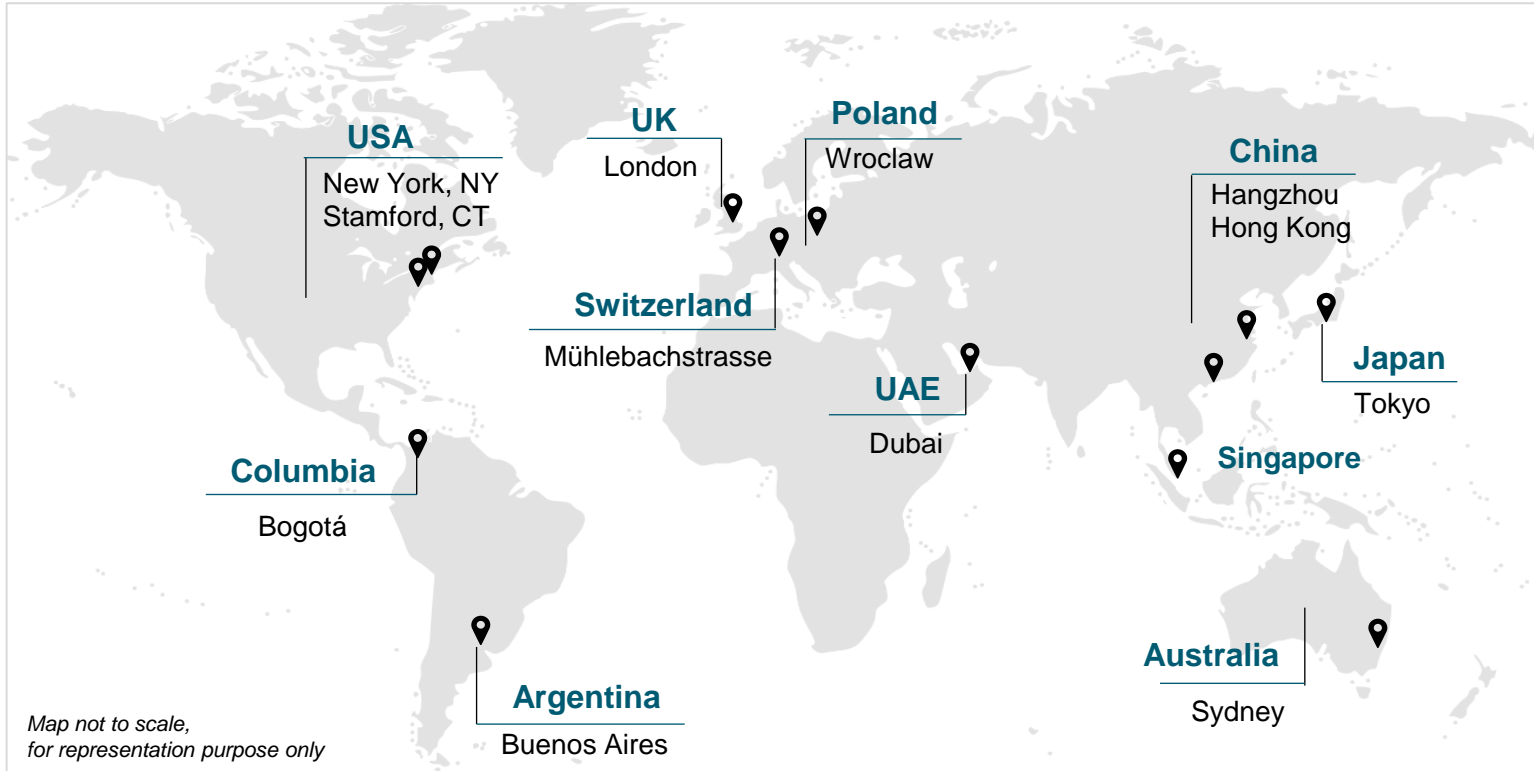 USA
New York, NY
Stamford, CT
UK
London
Poland
Wroclaw
China
Hangzhou
Hong Kong
Switzerland
Mühlebachstrasse
UAE
Dubai
Japan
Tokyo
Singapore
Columbia
Bogotá
Argentina
Buenos Aires
Australia
Sydney
Map not to scale,
for representation purpose only